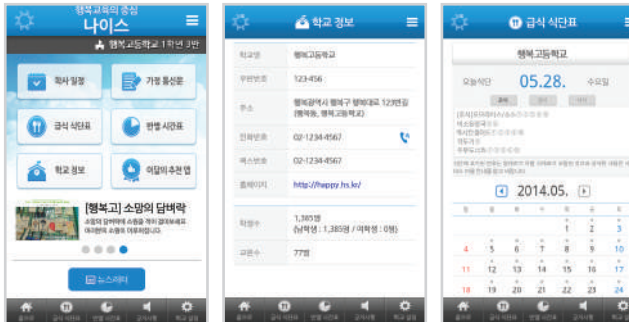 행복교육의 중심
나이스
행복고등학교 1학년 3반
학사 일정
가정 통신문
급식 식단표
반별 시간표
학교 정보
이달의 추천 앱
[행복고] 소망의 담벼락
뉴스레터
학교 정보
학교명 행복고등학교
우편번호 123-456
주소 행복광역시 행복구 행복대로 123번길
(행복동, 행복고등학교)
전화번호 02-1234-4567
팩스번호 02-1234-4567
홈페이지 http://happy.hs.kr/
학생수 1,385명
(남학생 : 1,385명 / 여학생 : 0명)
교원수 77명
급식 식단표
행복고등학교
오늘식단 05.28. 수요일
2014.05.
일 월 화 수 목 금 토
1 2 3
4 5 6 7 8 9 10
11 12 13 14 15 16 17
18 19 20 21 22 23 24